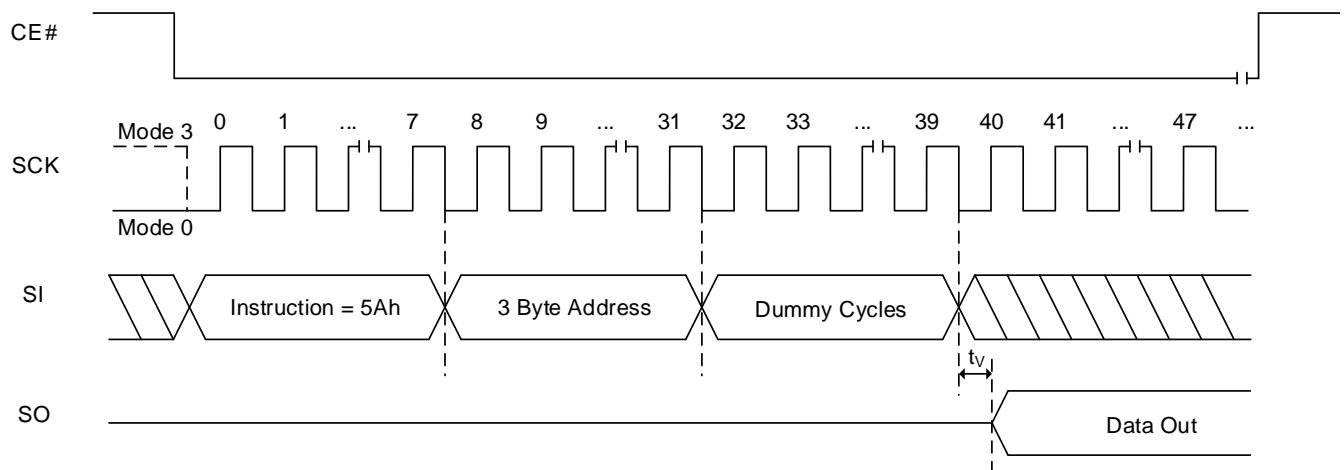 CE#
Mode 3 0 1 ... 7 8 9 ... 31 32 33 ... 39 40 41 ... 47 ...
SCK
Mode 0
SI Instruction = 5Ah 3 Byte Address Dummy Cycles
tV
SO Data Out